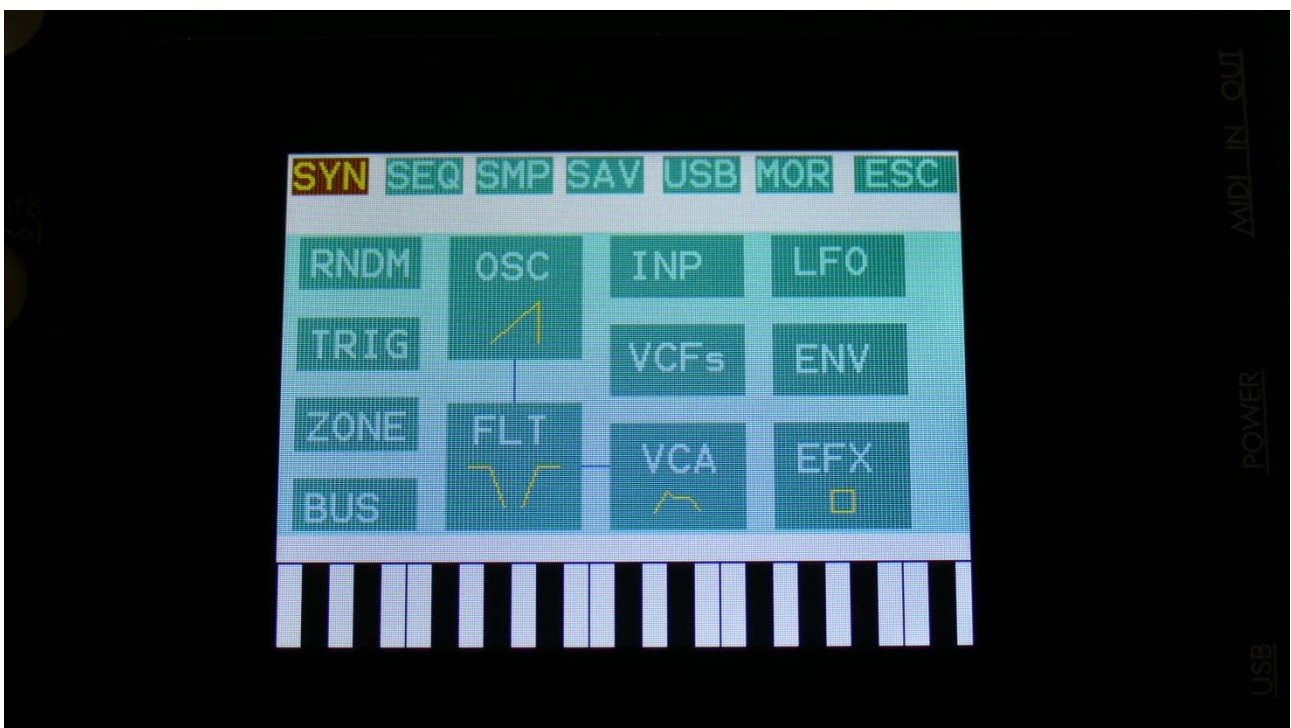 SYN SEQ SMP SAV USB MOR ESC
RNDM OSC INP LFO
TRIG VCFs ENV
ZONE FLT VCA EFX
BUS
MIDI IN OUT
POWER
USB